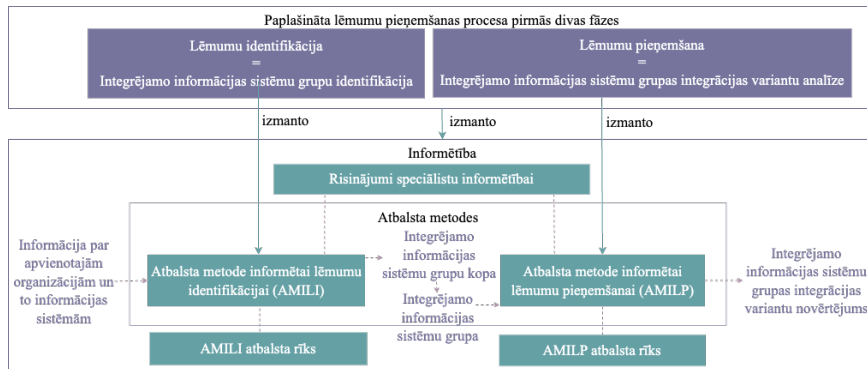 Paplašināta lēmumu pieņemšanas procesa pirmās divas fāzes
Lēmumu identifikācija
=
Integrējamo informācijas sistēmu grupu identifikācija
Lēmumu pieņemšana
=
Integrējamo informācijas sistēmu grupas integrācijas variantu analīze
izmanto
izmanto
izmanto
Informētība
Risinājumi speciālistu informētībai
Atbalsta metodes
Informācija par
apvienotajām
organizācijām un
to informācijas
sistēmām
Atbalsta metode informētai lēmumu
identifikācijai (AMILI)
Integrējamo
informācijas
sistēmu grupu kopa
Integrējamo
informācijas
sistēmu grupa
Atbalsta metode informētai
lēmumu pieņemšanai (AMILP)
Integrējamo
informācijas sistēmu
grupas integrācijas
variantu novērtējums
AMILI atbalsta rīks
AMILP atbalsta rīks